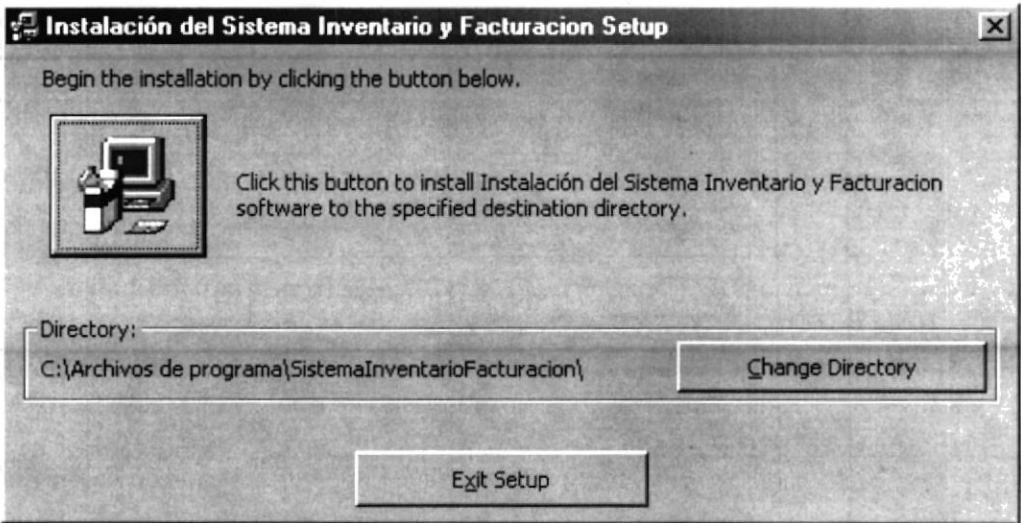 Instalación del Sistema Inventario y Facturacion Setup
Begin the installation by clicking the button below.
Click this button to install Instalación del Sistema Inventario y Facturacion
software to the specified destination directory.
Directory:
C:\Archivos de programa\SistemaInventarioFacturacion\
Change Directory
Exit Setup